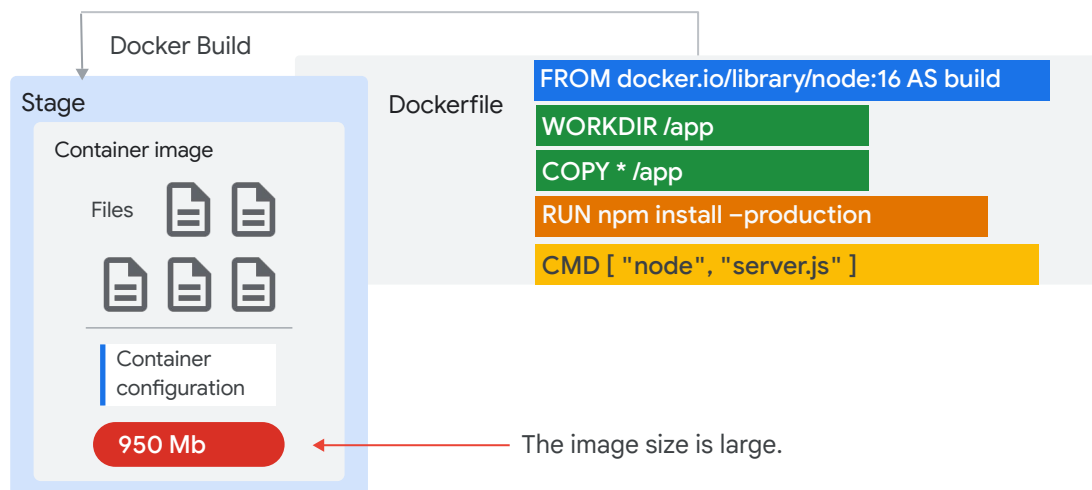 Docker Build
Stage
Container image
Files
Container
configuration
950 Mb
Dockerfile
FROM docker.io/library/node:16 AS build
WORKDIR /app
COPY * /app
RUN npm install –production
CMD [ "node", "server.js" ]
The image size is large.